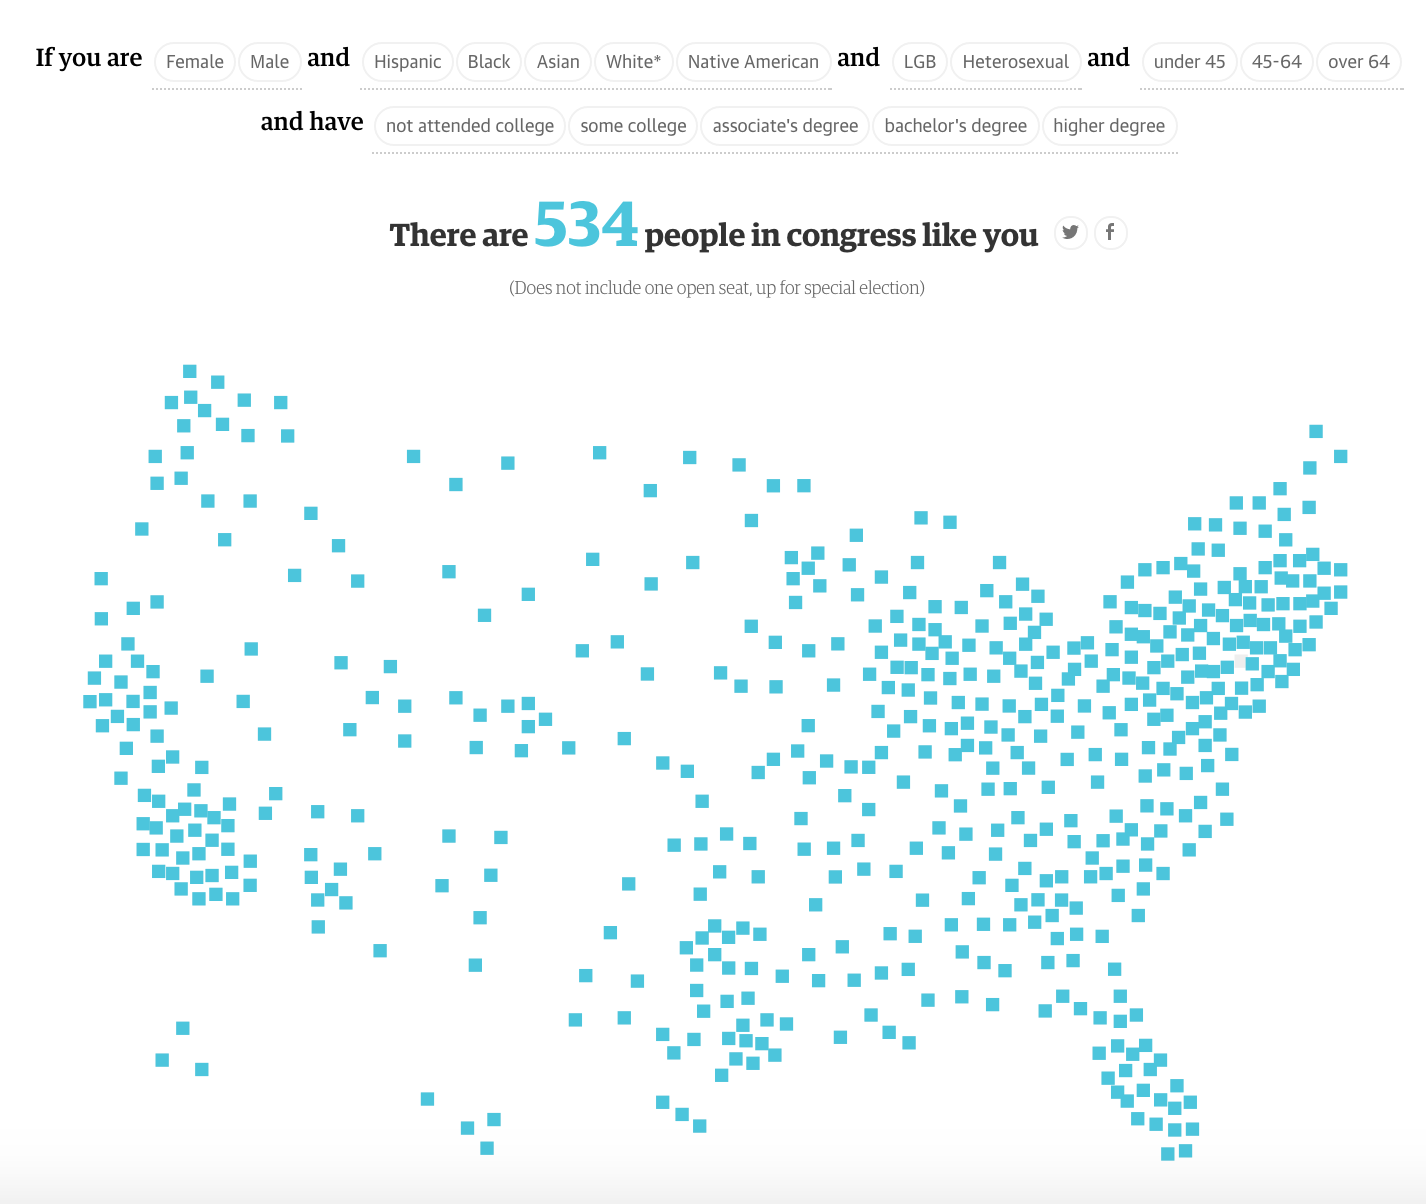 If you are Female Male and Hispanic Black Asian White* Native American and LGB Heterosexual and under 45 45-64 over 64
and have not attended college some college associate's degree bachelor's degree higher degree
There are 534 people in congress like you
(Does not include one open seat, up for special election)